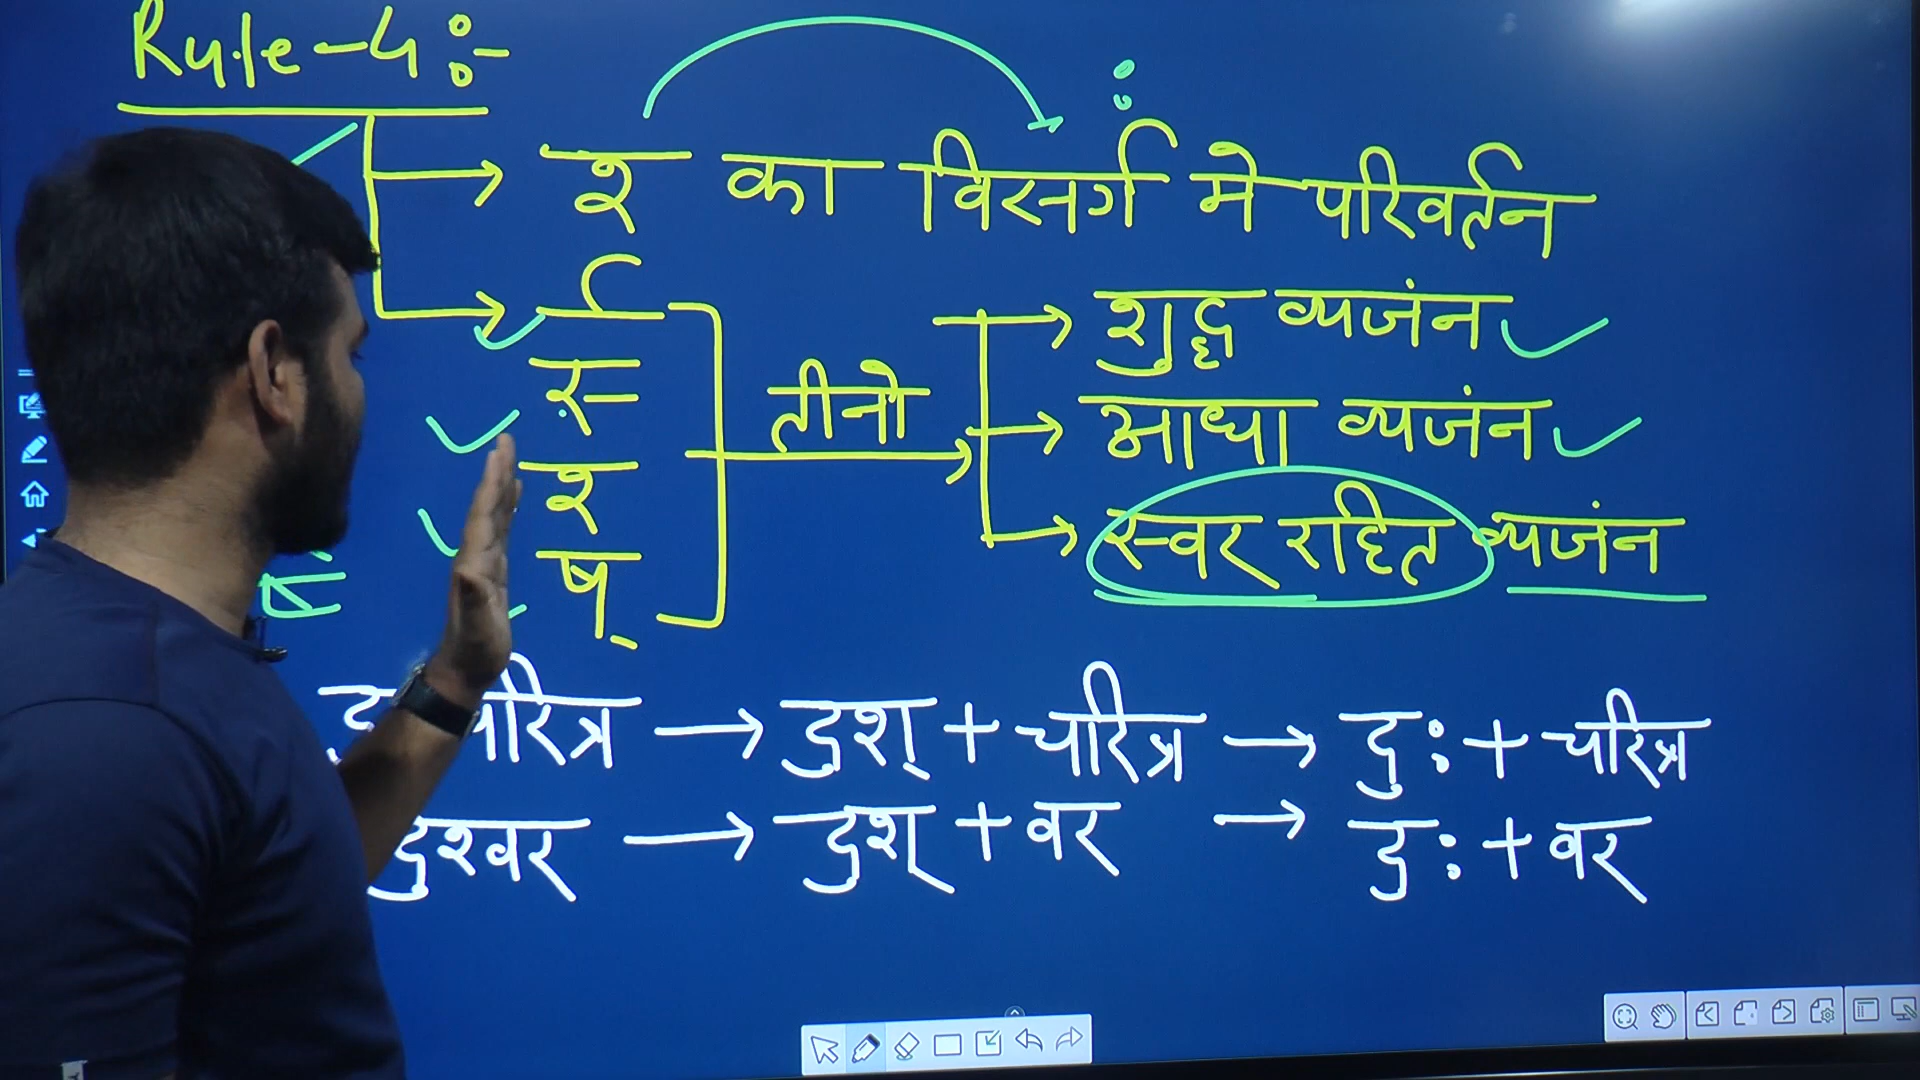 Rule-4:-
श का विसर्ग मे परिवर्तन
र्
स्
श
ष्
तीनो
शुद्ध व्यजंन
आधा व्यजंन
स्वर रहित व्यजंन
चरित्र → दुश् + चरित्र → दुः + चरित्र
दुश्वर → दुश् + वर → दुः + वर